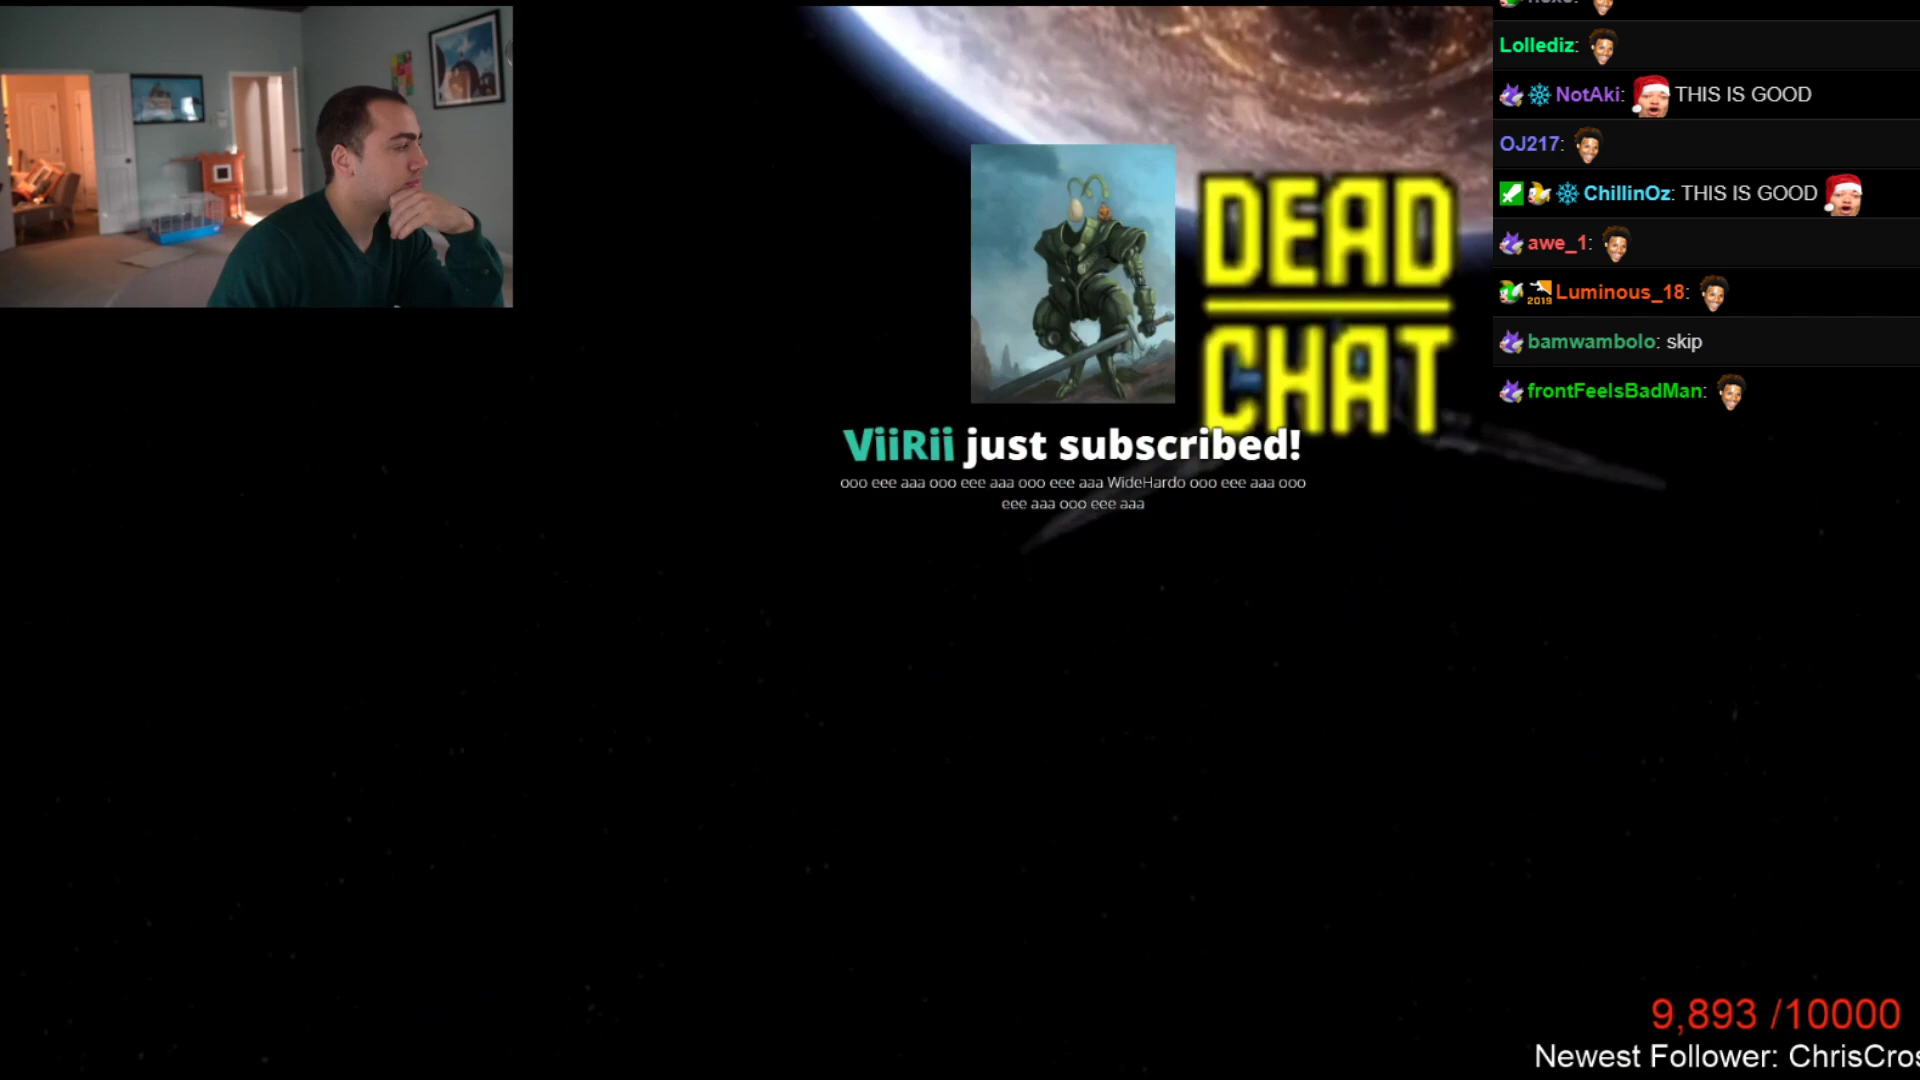 Lollediz:
NotAki: THIS IS GOOD
OJ217:
ChillinOz: THIS IS GOOD
awe_1:
2019 Luminous_18:
bamwambolo: skip
frontFeelsBadMan:
DEAD
CHAT
ViiRii just subscribed!
ooo eee aaa ooo eee aaa ooo eee aaa WideHardo ooo eee aaa ooo
eee aaa ooo eee aaa
9,893 /10000
Newest Follower: ChrisCros